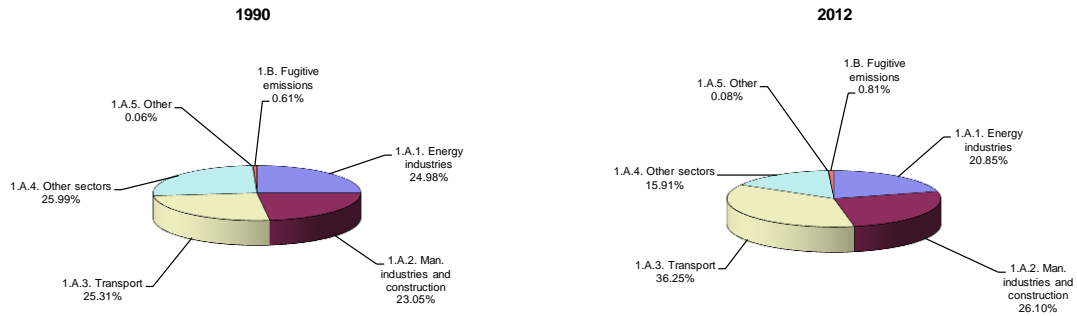 1990
1.B. Fugitive
emissions
0.61%
1.A.5. Other
0.06%
1.A.1. Energy
industries
24.98%
1.A.4. Other sectors
25.99%
1.A.3. Transport
25.31%
1.A.2. Man.
industries and
construction
23.05%
2012
1.B. Fugitive
emissions
0.81%
1.A.5. Other
0.08%
1.A.1. Energy
industries
20.85%
1.A.4. Other sectors
15.91%
1.A.3. Transport
36.25%
1.A.2. Man.
industries and
construction
26.10%